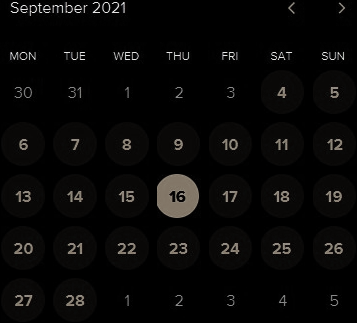 September 2021
MON TUE WED THU FRI SAT SUN
30 31 1 2 3 4 5
6 7 8 9 10 11 12
13 14 15 16 17 18 19
20 21 22 23 24 25 26
27 28 1 2 3 4 5